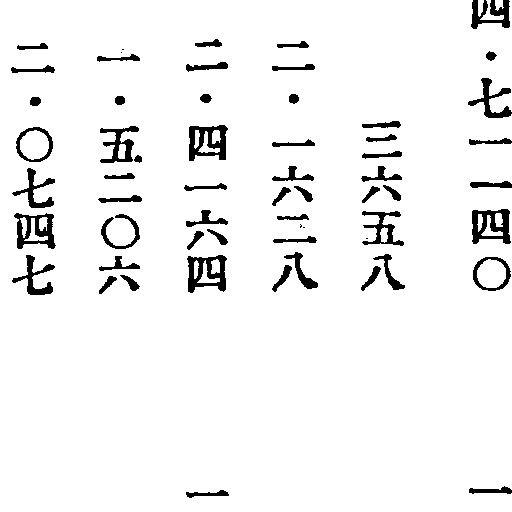 四・七一一四〇 一
三六五八
二・一六二八
二・四一六四 一
一・五二〇六
二・〇七四七